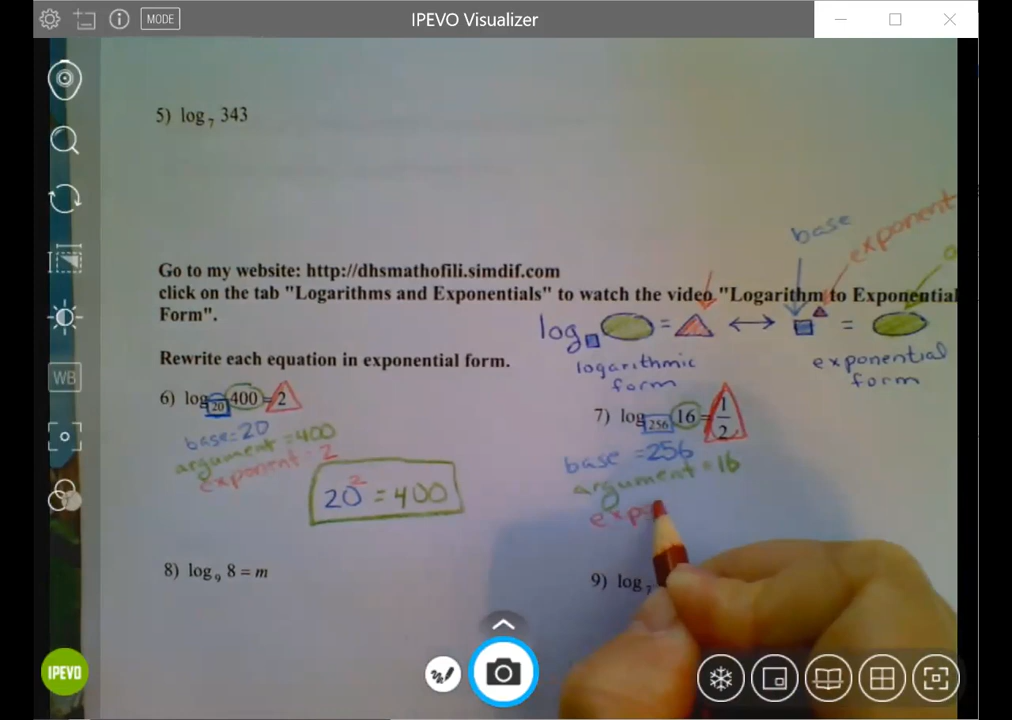 IPEVO Visualizer
MODE
5) log₇ 343
base
exponent
Go to my website: http://dhsmathofili.simdif.com
click on the tab "Logarithms and Exponentials" to watch the video "Logarithm to Exponential
Form".
log = ↔ =
logarithmic
form
exponential
form
Rewrite each equation in exponential form.
6) log₂₀ 400 = 2
base=20
argument=400
exponent=2
20² = 400
7) log₂₅₆ 16 = 1/2
base=256
argument=16
expo
8) log₉ 8 = m
9) log₇
WB
IPEVO